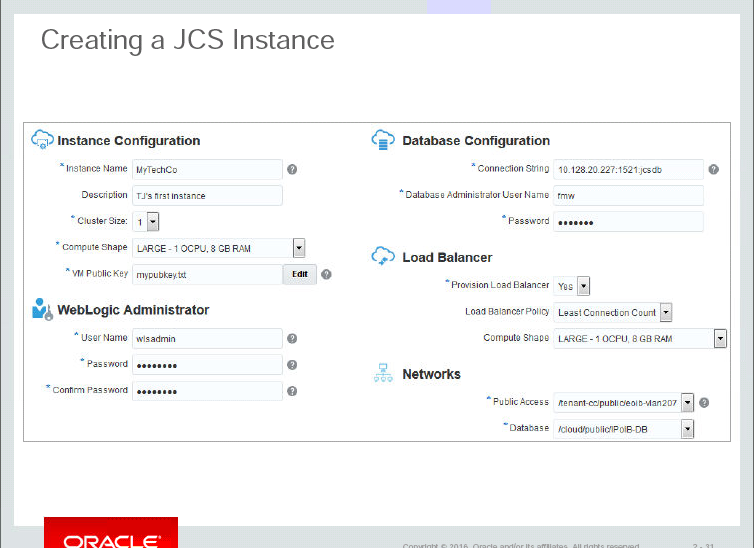 Creating a JCS Instance
Instance Configuration
* Instance Name MyTechCo ?
Description TJ's first instance
* Cluster Size: 1
* Compute Shape LARGE - 1 OCPU, 8 GB RAM
* VM Public Key mypubkey.txt Edit ?
WebLogic Administrator
* User Name wlsadmin ?
* Password •••••••• ?
* Confirm Password •••••••• ?
Database Configuration
* Connection String 10.128.20.227:1521:jcsdb ?
* Database Administrator User Name fmw
* Password •••••••
Load Balancer
* Provision Load Balancer Yes
Load Balancer Policy Least Connection Count
Compute Shape LARGE - 1 OCPU, 8 GB RAM
Networks
* Public Access /tenant-cc/public/eoib-vlan207 ?
* Database /cloud/public/IPoIB-DB
ORACLE
Copyright © 2016, Oracle and/or its affiliates. All rights reserved.
2 - 31